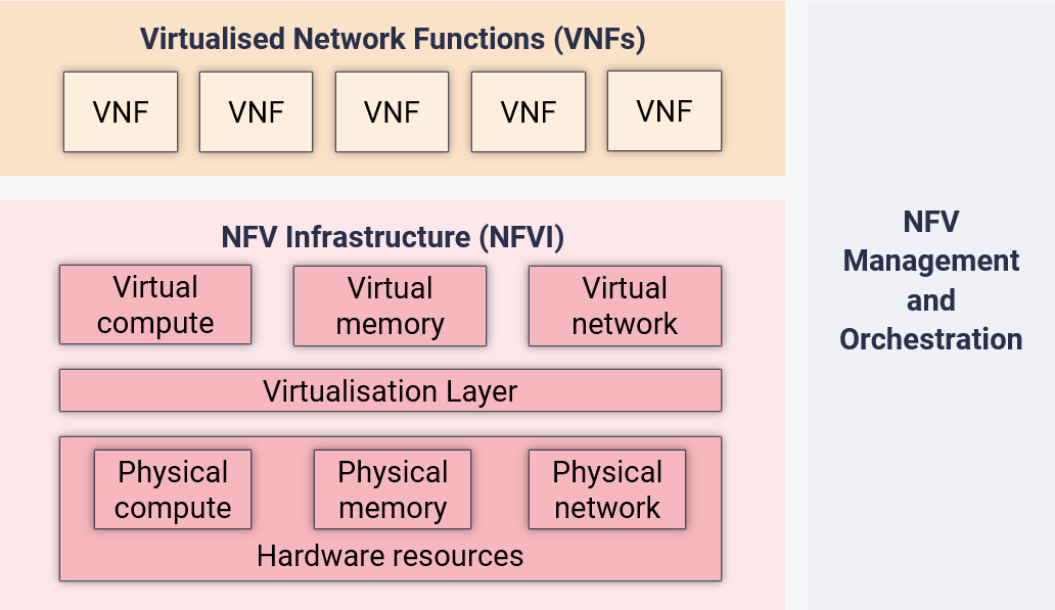 Virtualised Network Functions (VNFs)
VNF
VNF
VNF
VNF
VNF
NFV Infrastructure (NFVI)
Virtual
compute
Virtual
memory
Virtual
network
Virtualisation Layer
Physical
compute
Physical
memory
Physical
network
Hardware resources
NFV
Management
and
Orchestration